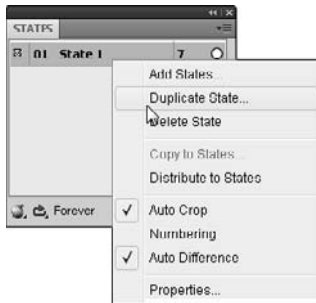 STATES
01 State 1 7
Add States...
Duplicate State...
Delete State
Copy to States...
Distribute to States
Forever
Auto Crop
Numbering
Auto Difference
Properties...